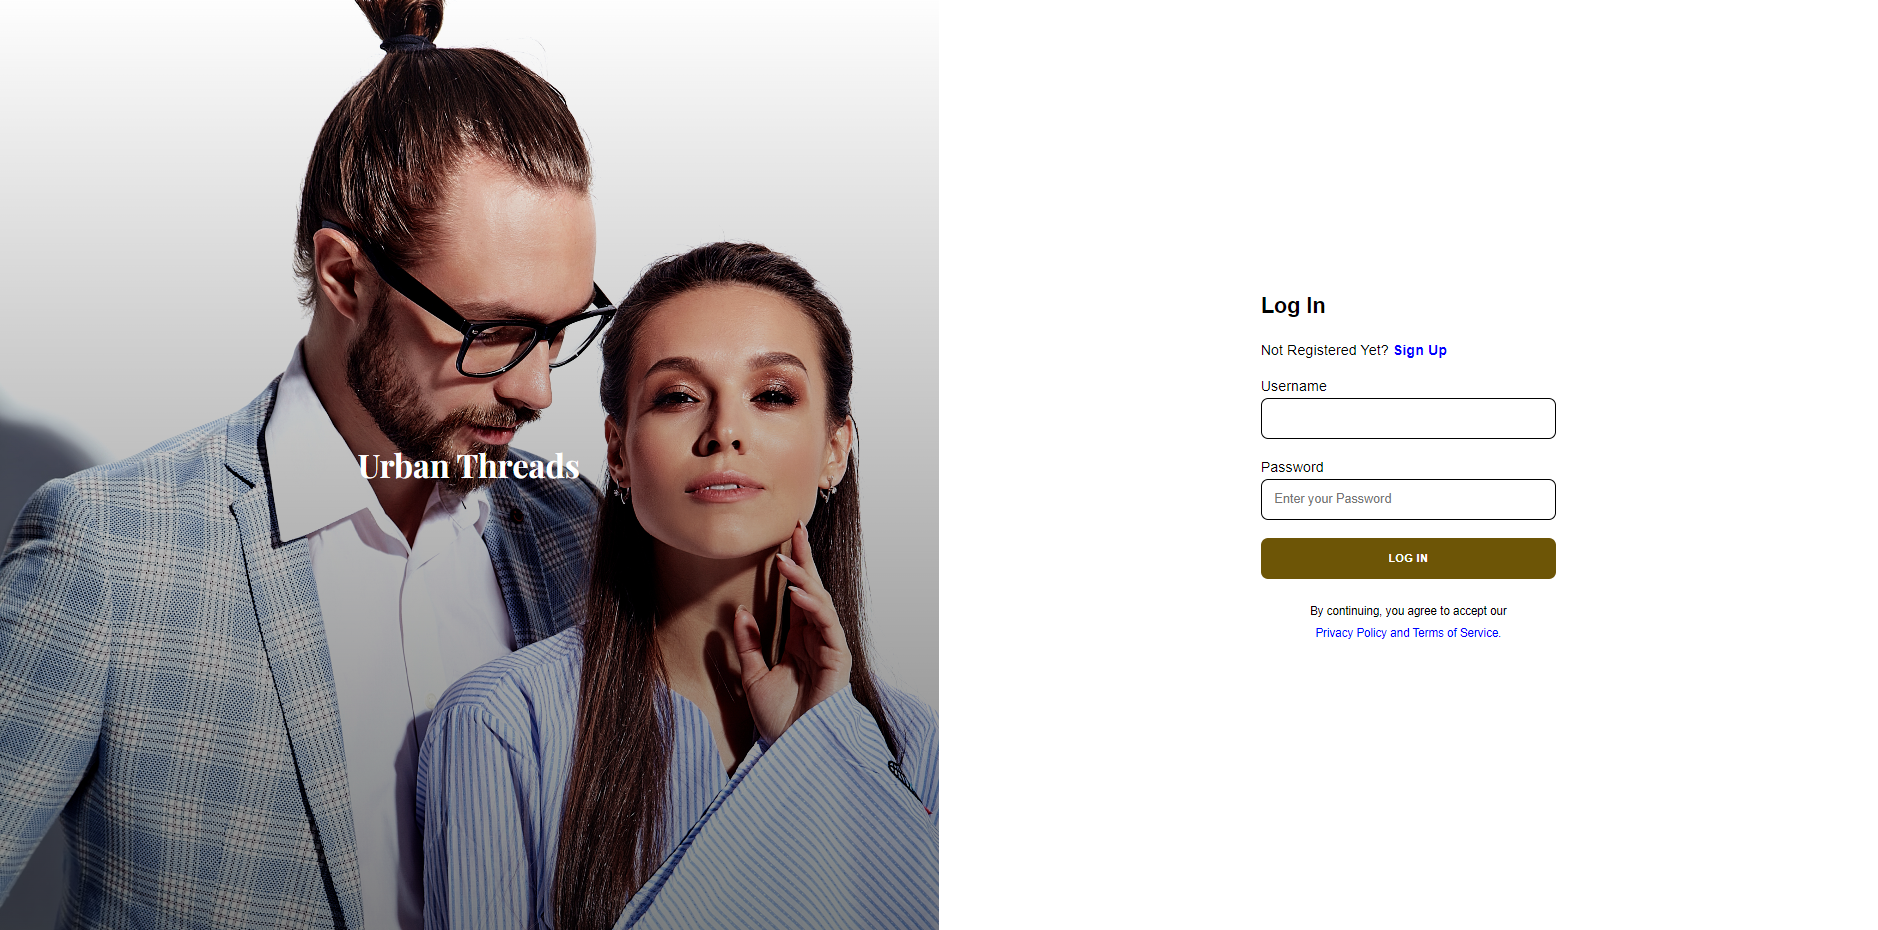 Urban Threads
Log In
Not Registered Yet? Sign Up
Username
Password
Enter your Password
LOG IN
By continuing, you agree to accept our
Privacy Policy and Terms of Service.